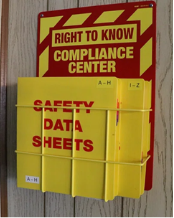 RIGHT TO KNOW
COMPLIANCE
CENTER
A-H
I-Z
SAFETY
DATA
SHEETS
A-H